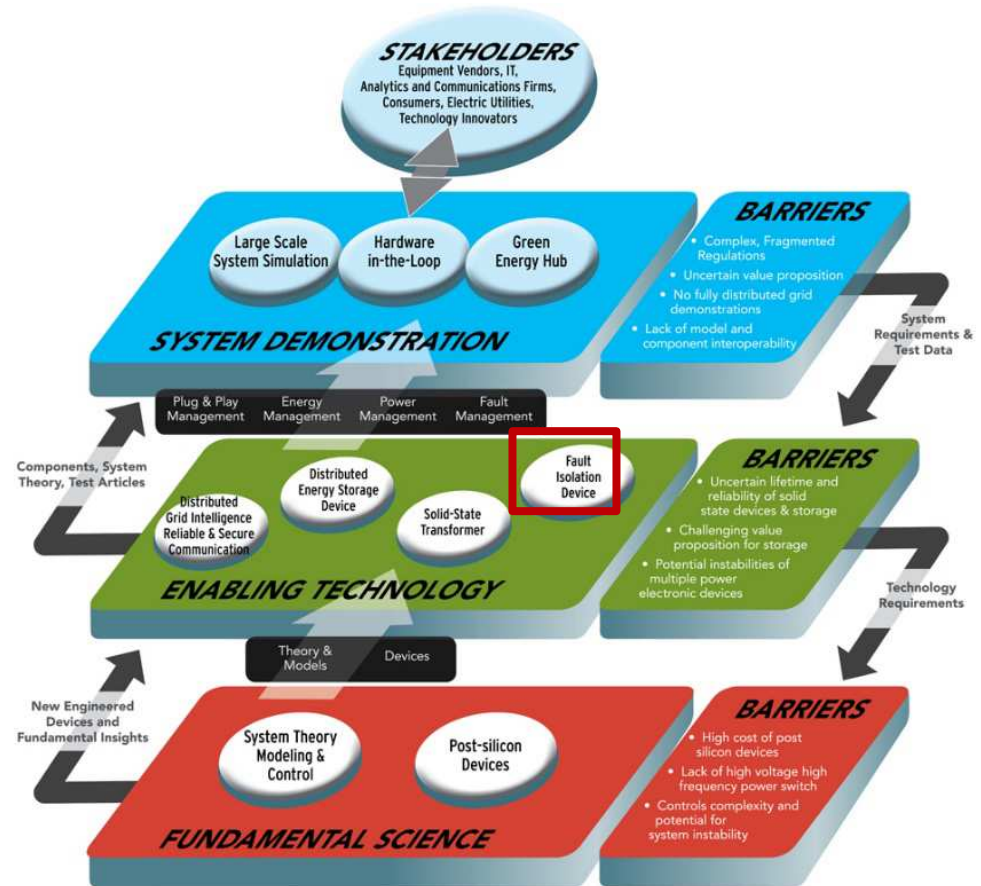 STAKEHOLDERS
Equipment Vendors, IT,
Analytics and Communications Firms,
Consumers, Electric Utilities,
Technology Innovators
Large Scale
System Simulation
Hardware
in-the-Loop
Green
Energy Hub
SYSTEM DEMONSTRATION
BARRIERS
• Complex, Fragmented
Regulations
• Uncertain value proposition
• No fully distributed grid
demonstrations
• Lack of model and
component interoperability
System
Requirements &
Test Data
Plug & Play
Management
Energy
Management
Power
Management
Fault
Management
Components, System
Theory, Test Articles
Distributed
Grid Intelligence
Reliable & Secure
Communication
Distributed
Energy Storage
Device
Solid-State
Transformer
Fault
Isolation
Device
ENABLING TECHNOLOGY
BARRIERS
• Uncertain lifetime and
reliability of solid
state devices & storage
• Challenging value
proposition for storage
• Potential instabilities of
multiple power
electronic devices
Technology
Requirements
Theory &
Models
Devices
New Engineered
Devices and
Fundamental Insights
System Theory
Modeling &
Control
Post-silicon
Devices
FUNDAMENTAL SCIENCE
BARRIERS
• High cost of post
silicon devices
• Lack of high voltage high
frequency power switch
• Controls complexity and
potential for
system instability